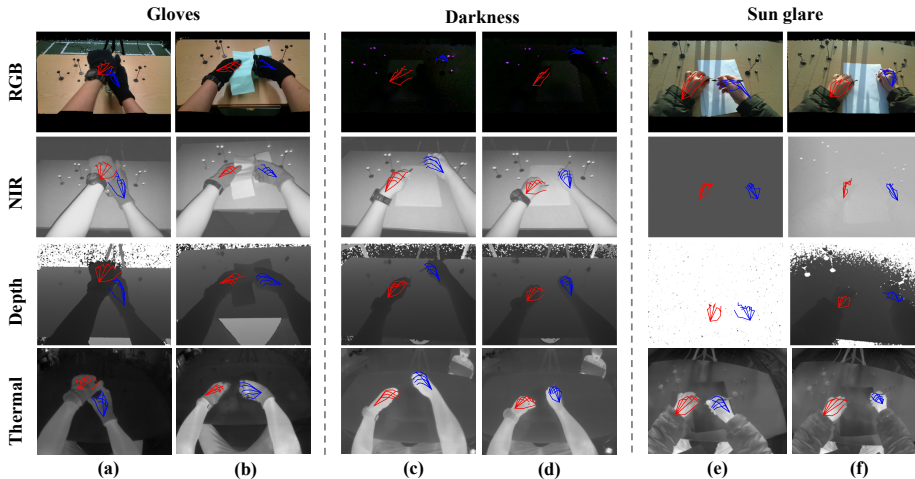 Gloves
Darkness
Sun glare
RGB
NIR
Depth
Thermal
(a)
(b)
(c)
(d)
(e)
(f)